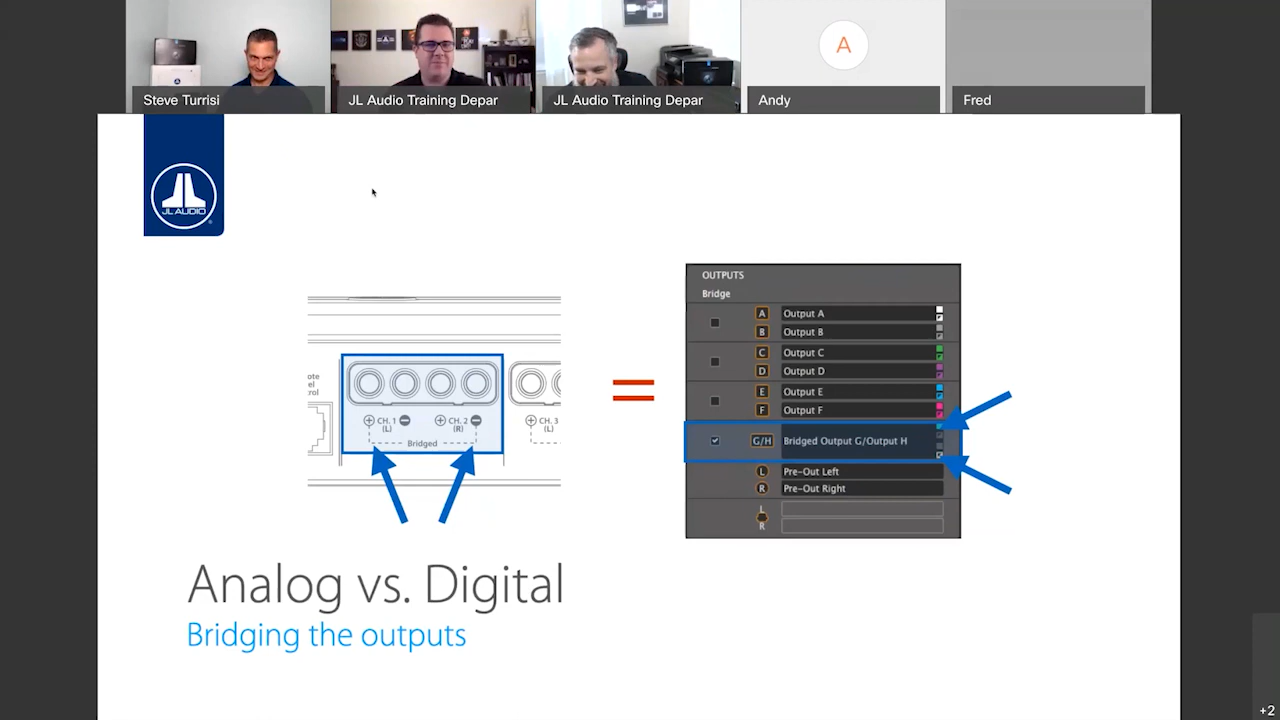 Steve Turrisi
JL Audio Training Depar
JL Audio Training Depar
A
Andy
Fred
JL AUDIO
OUTPUTS
Bridge
A Output A
B Output B
C Output C
D Output D
E Output E
F Output F
G/H Bridged Output G/Output H
L Pre-Out Left
R Pre-Out Right
L
R
CH. 1
(L)
CH. 2
(R)
CH. 3
(L)
Bridged
=
Analog vs. Digital
Bridging the outputs
+2